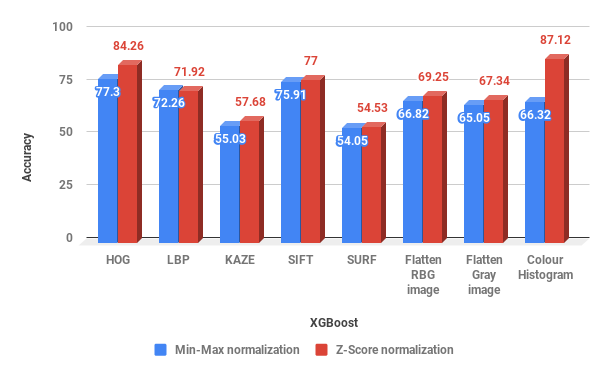 100
75
50
25
0
Accuracy
84.26
77.3
71.92
72.26
57.68
55.03
77
75.91
54.53
54.05
69.25
66.82
67.34
65.05
87.12
66.32
HOG
LBP
KAZE
SIFT
SURF
Flatten
RBG
image
Flatten
Gray
image
Colour
Histogram
XGBoost
Min-Max normalization
Z-Score normalization